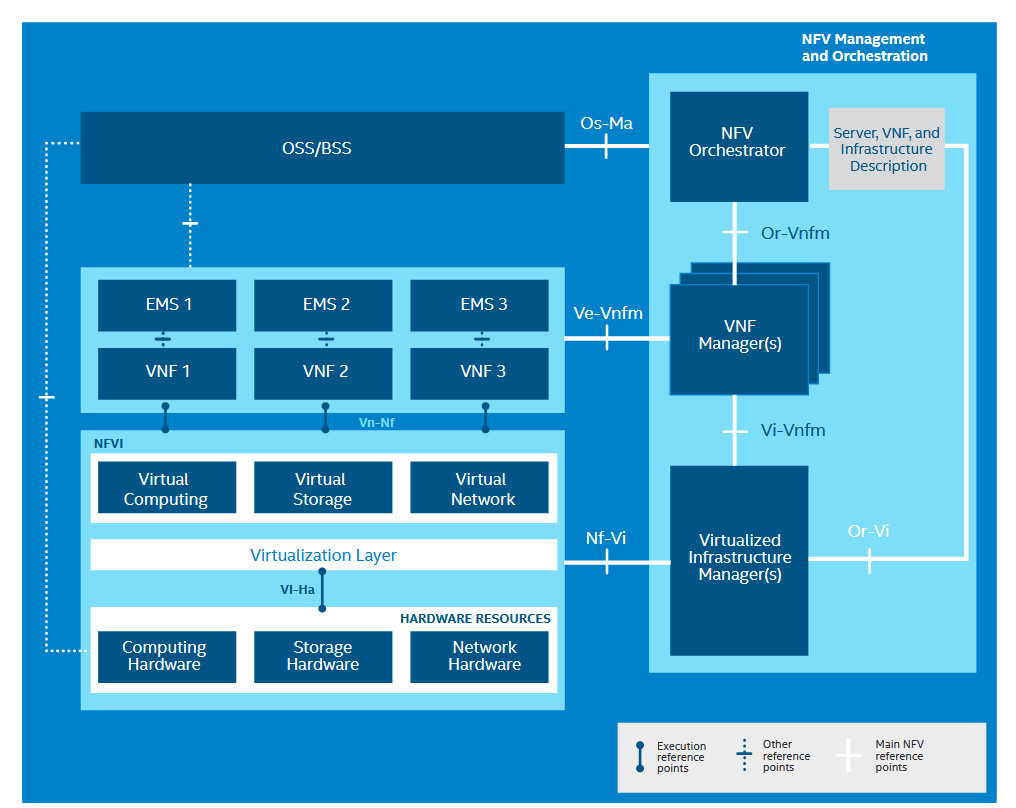 NFV Management
and Orchestration
OSS/BSS
Os-Ma
NFV
Orchestrator
Server, VNF, and
Infrastructure
Description
Or-Vnfm
EMS 1
EMS 2
EMS 3
Ve-Vnfm
VNF
Manager(s)
VNF 1
VNF 2
VNF 3
Vn-Nf
Vi-Vnfm
NFVI
Virtual
Computing
Virtual
Storage
Virtual
Network
Nf-Vi
Virtualized
Infrastructure
Manager(s)
Or-Vi
Virtualization Layer
VI-Ha
HARDWARE RESOURCES
Computing
Hardware
Storage
Hardware
Network
Hardware
Execution
reference
points
Other
reference
points
Main NFV
reference
points